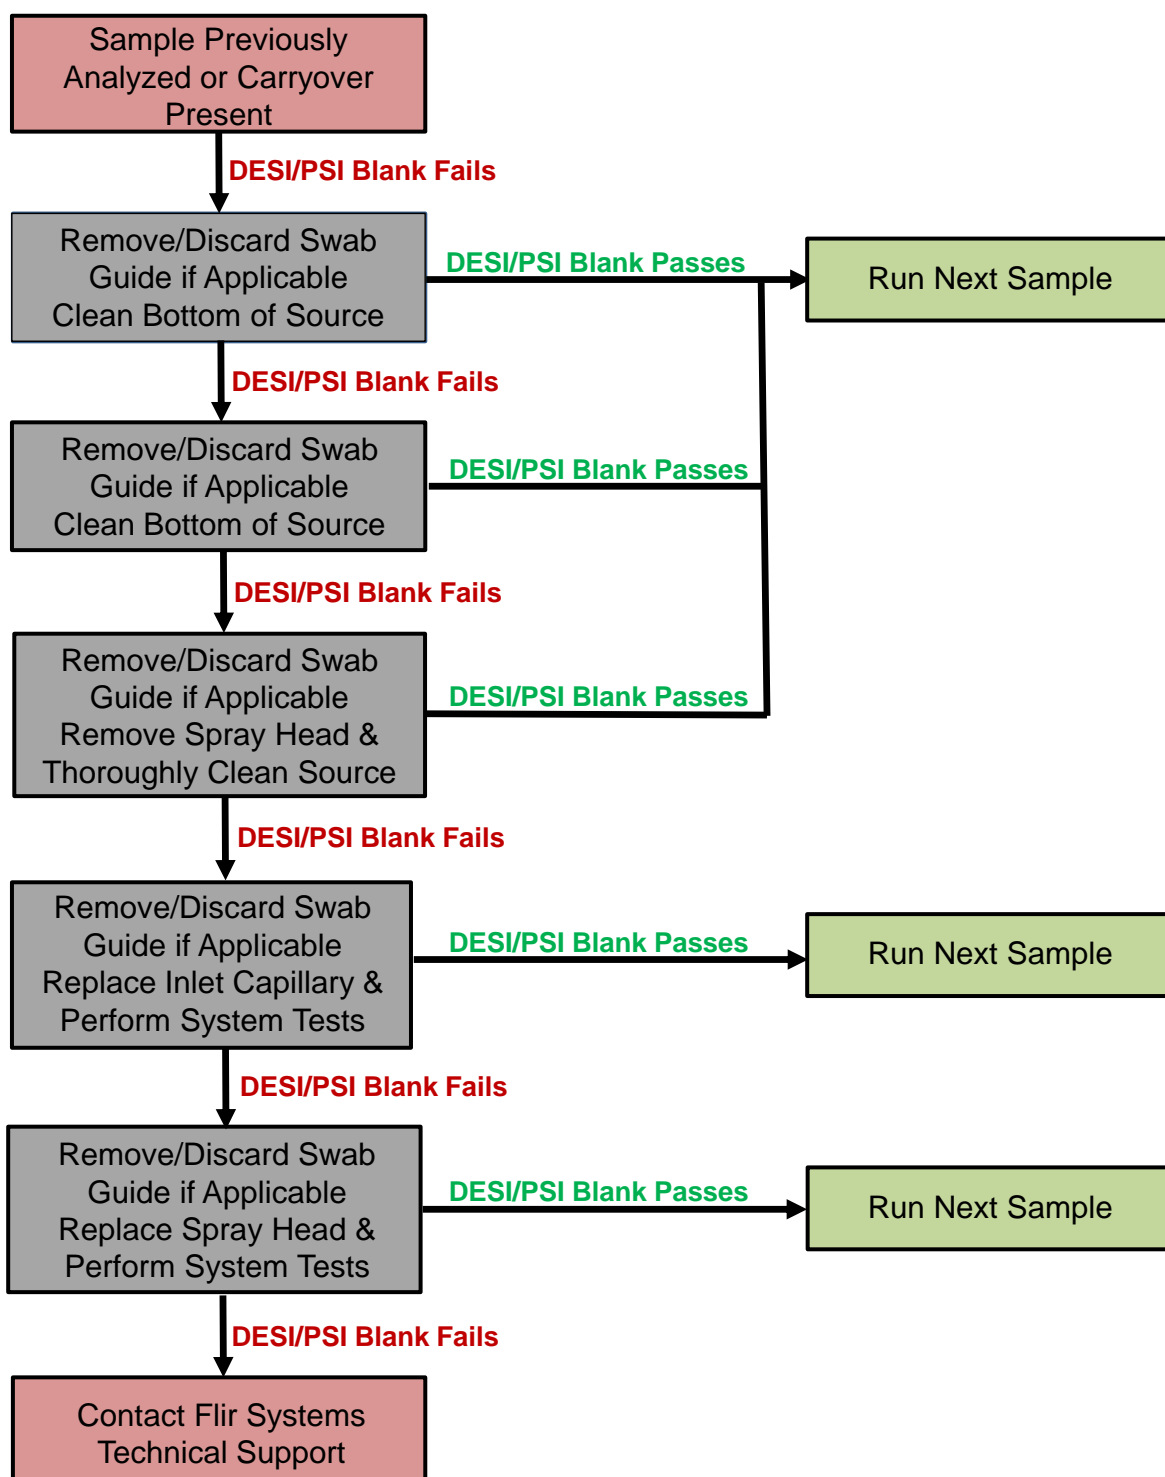 Sample Previously
Analyzed or Carryover
Present
DESI/PSI Blank Fails
Remove/Discard Swab
Guide if Applicable
Clean Bottom of Source
DESI/PSI Blank Passes
Run Next Sample
DESI/PSI Blank Fails
Remove/Discard Swab
Guide if Applicable
Clean Bottom of Source
DESI/PSI Blank Passes
DESI/PSI Blank Fails
Remove/Discard Swab
Guide if Applicable
Remove Spray Head &
Thoroughly Clean Source
DESI/PSI Blank Passes
DESI/PSI Blank Fails
Remove/Discard Swab
Guide if Applicable
Replace Inlet Capillary &
Perform System Tests
DESI/PSI Blank Passes
Run Next Sample
DESI/PSI Blank Fails
Remove/Discard Swab
Guide if Applicable
Replace Spray Head &
Perform System Tests
DESI/PSI Blank Passes
Run Next Sample
DESI/PSI Blank Fails
Contact Flir Systems
Technical Support